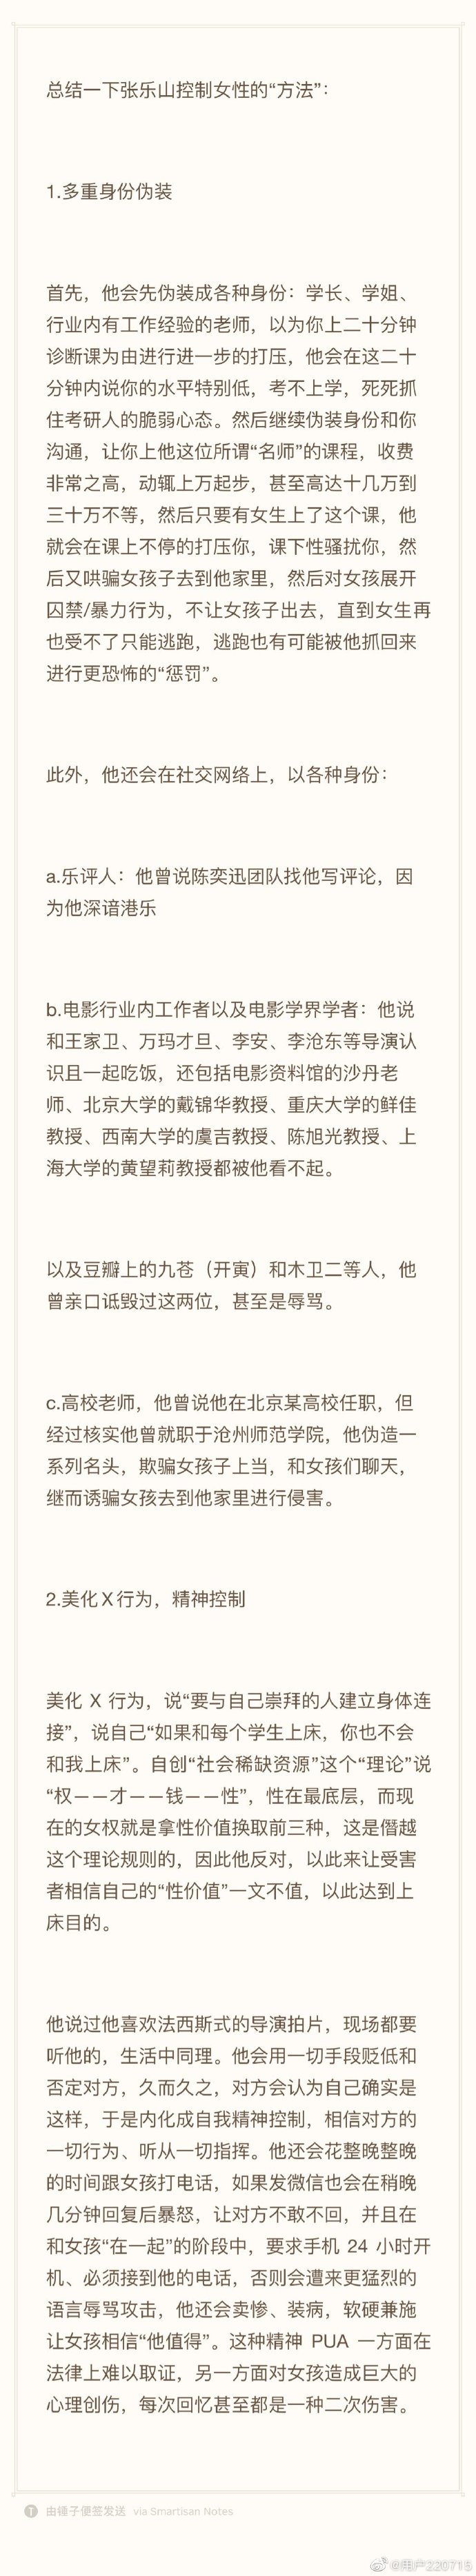 总结一下张乐山控制女性的“方法”：
1.多重身份伪装
首先，他会先伪装成各种身份：学长、学姐、
行业内有工作经验的老师，以为你上二十分钟
诊断课为由进行进一步的打压，他会在这二十
分钟内说你的水平特别低，考不上学，死死抓
住考研人的脆弱心态。然后继续伪装身份和你
沟通，让你上他这位所谓“名师”的课程，收费
非常之高，动辄上万起步，甚至高达十几万到
三十万不等，然后只要有女生上了这个课，他
就会在课上不停的打压你，课下性骚扰你，然
后又哄骗女孩子去到他家里，然后对女孩展开
囚禁/暴力行为，不让女孩子出去，直到女生再
也受不了只能逃跑，逃跑也有可能被他抓回来
进行更恐怖的“惩罚”。
此外，他还会在社交网络上，以各种身份：
a.乐评人：他曾说陈奕迅团队找他写评论，因
为他深谙港乐
b.电影行业内工作者以及电影学界学者：他说
和王家卫、万玛才旦、李安、李沧东等导演认
识且一起吃饭，还包括电影资料馆的沙丹老
师、北京大学的戴锦华教授、重庆大学的鲜佳
教授、西南大学的虞吉教授、陈旭光教授、上
海大学的黄望莉教授都被他看不起。
以及豆瓣上的九苍（开寅）和木卫二等人，他
曾亲口诋毁过这两位，甚至是辱骂。
c.高校老师，他曾说他在北京某高校任职，但
经过核实他曾就职于沧州师范学院，他伪造一
系列名头，欺骗女孩子上当，和女孩们聊天，
继而诱骗女孩去到他家里进行侵害。
2.美化X行为，精神控制
美化 X 行为，说“要与自己崇拜的人建立身体连
接”，说自己“如果和每个学生上床，你也不会
和我上床”。自创“社会稀缺资源”这个“理论”说
“权——才——钱——性”，性在最底层，而现
在的女权就是拿性价值换取前三种，这是僭越
这个理论规则的，因此他反对，以此来让受害
者相信自己的“性价值”一文不值，以此达到上
床目的。
他说过他喜欢法西斯式的导演拍片，现场都要
听他的，生活中同理。他会用一切手段贬低和
否定对方，久而久之，对方会认为自己确实是
这样，于是内化成自我精神控制，相信对方的
一切行为、听从一切指挥。他还会花整晚整晚
的时间跟女孩打电话，如果发微信也会在稍晚
几分钟回复后暴怒，让对方不敢不回，并且在
和女孩“在一起”的阶段中，要求手机 24 小时开
机、必须接到他的电话，否则会遭来更猛烈的
语言辱骂攻击，他还会卖惨、装病，软硬兼施
让女孩相信“他值得”。这种精神 PUA 一方面在
法律上难以取证，另一方面对女孩造成巨大的
心理创伤，每次回忆甚至都是一种二次伤害。
T 由锤子便签发送 via Smartisan Notes
@用户220715